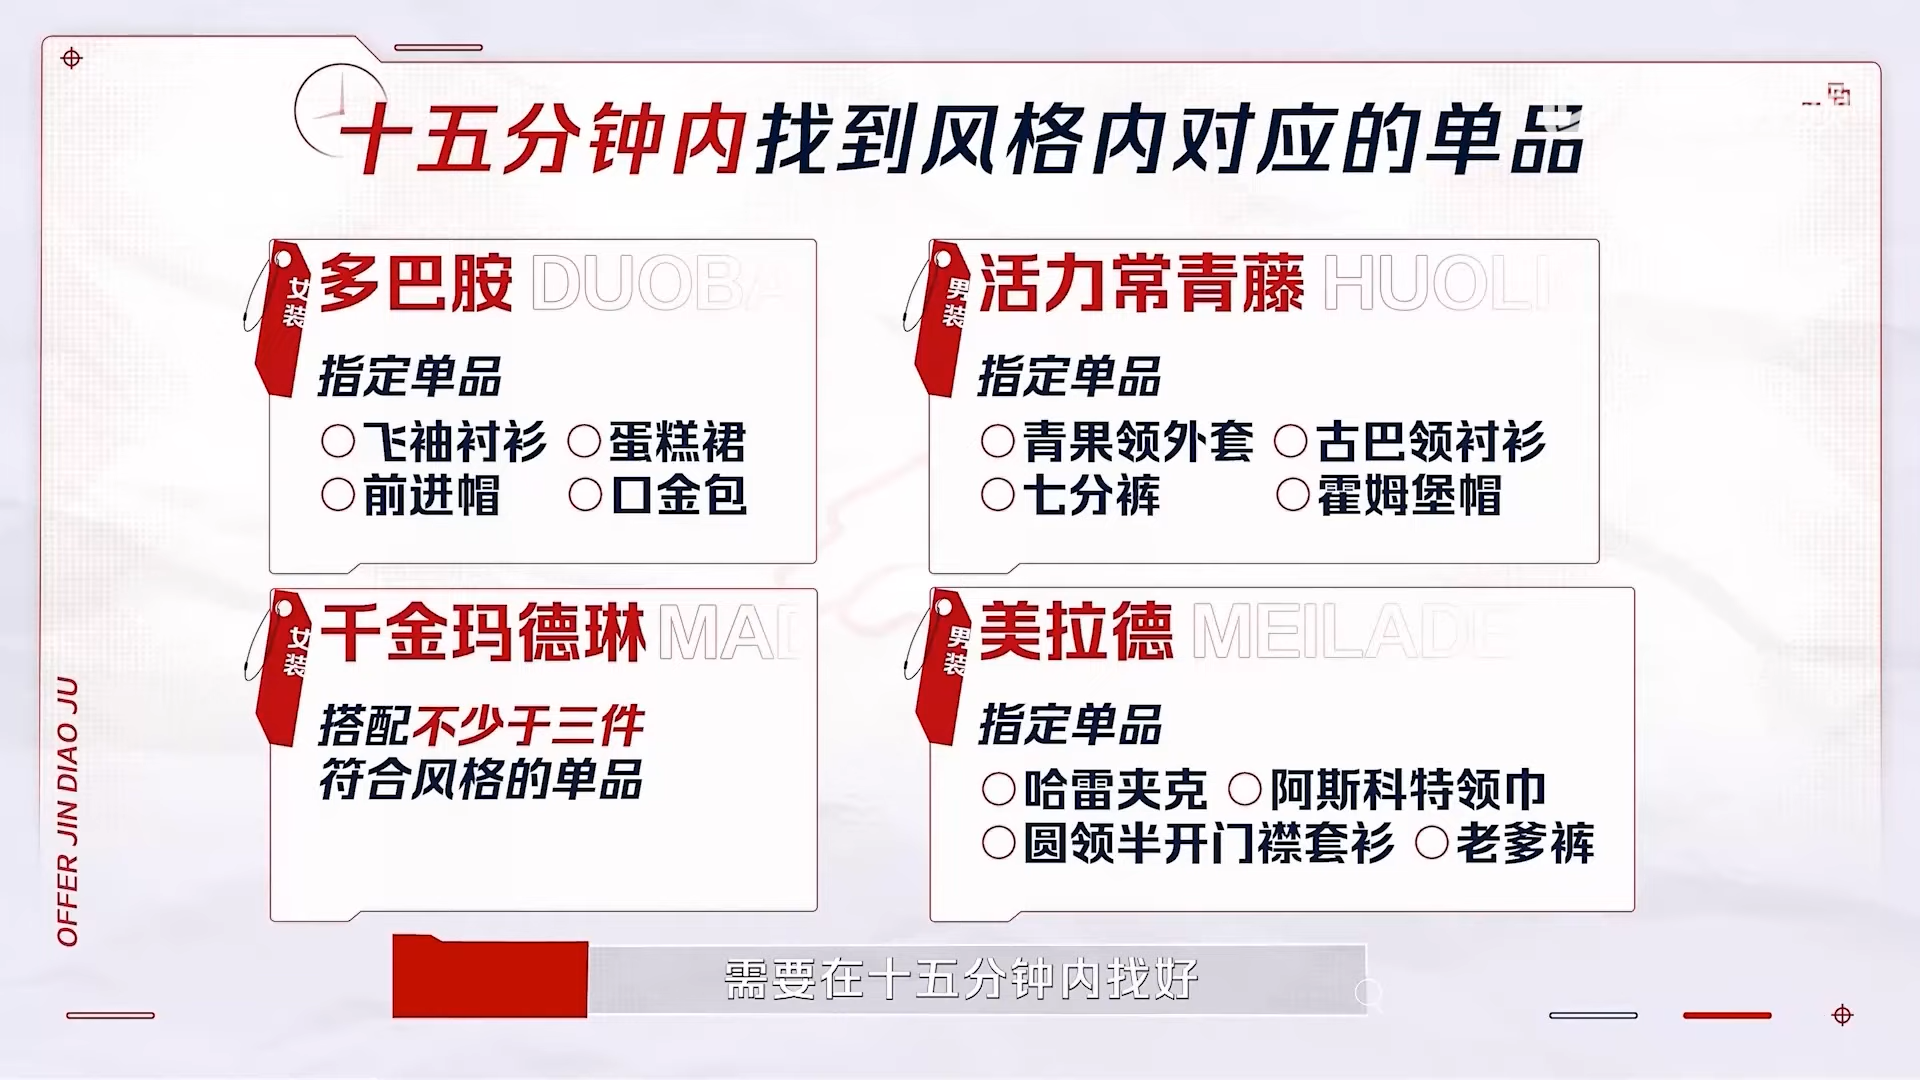 十五分钟内找到风格内对应的单品
女装
多巴胺 DUOBA
指定单品
飞袖衬衫 蛋糕裙
前进帽 口金包
男装
活力常青藤 HUOLI
指定单品
青果领外套 古巴领衬衫
七分裤 霍姆堡帽
女装
千金玛德琳 MAD
搭配不少于三件
符合风格的单品
男装
美拉德 MEILADE
指定单品
哈雷夹克 阿斯科特领巾
圆领半开门襟套衫 老爹裤
OFFER JIN DIAO JU
需要在十五分钟内找好